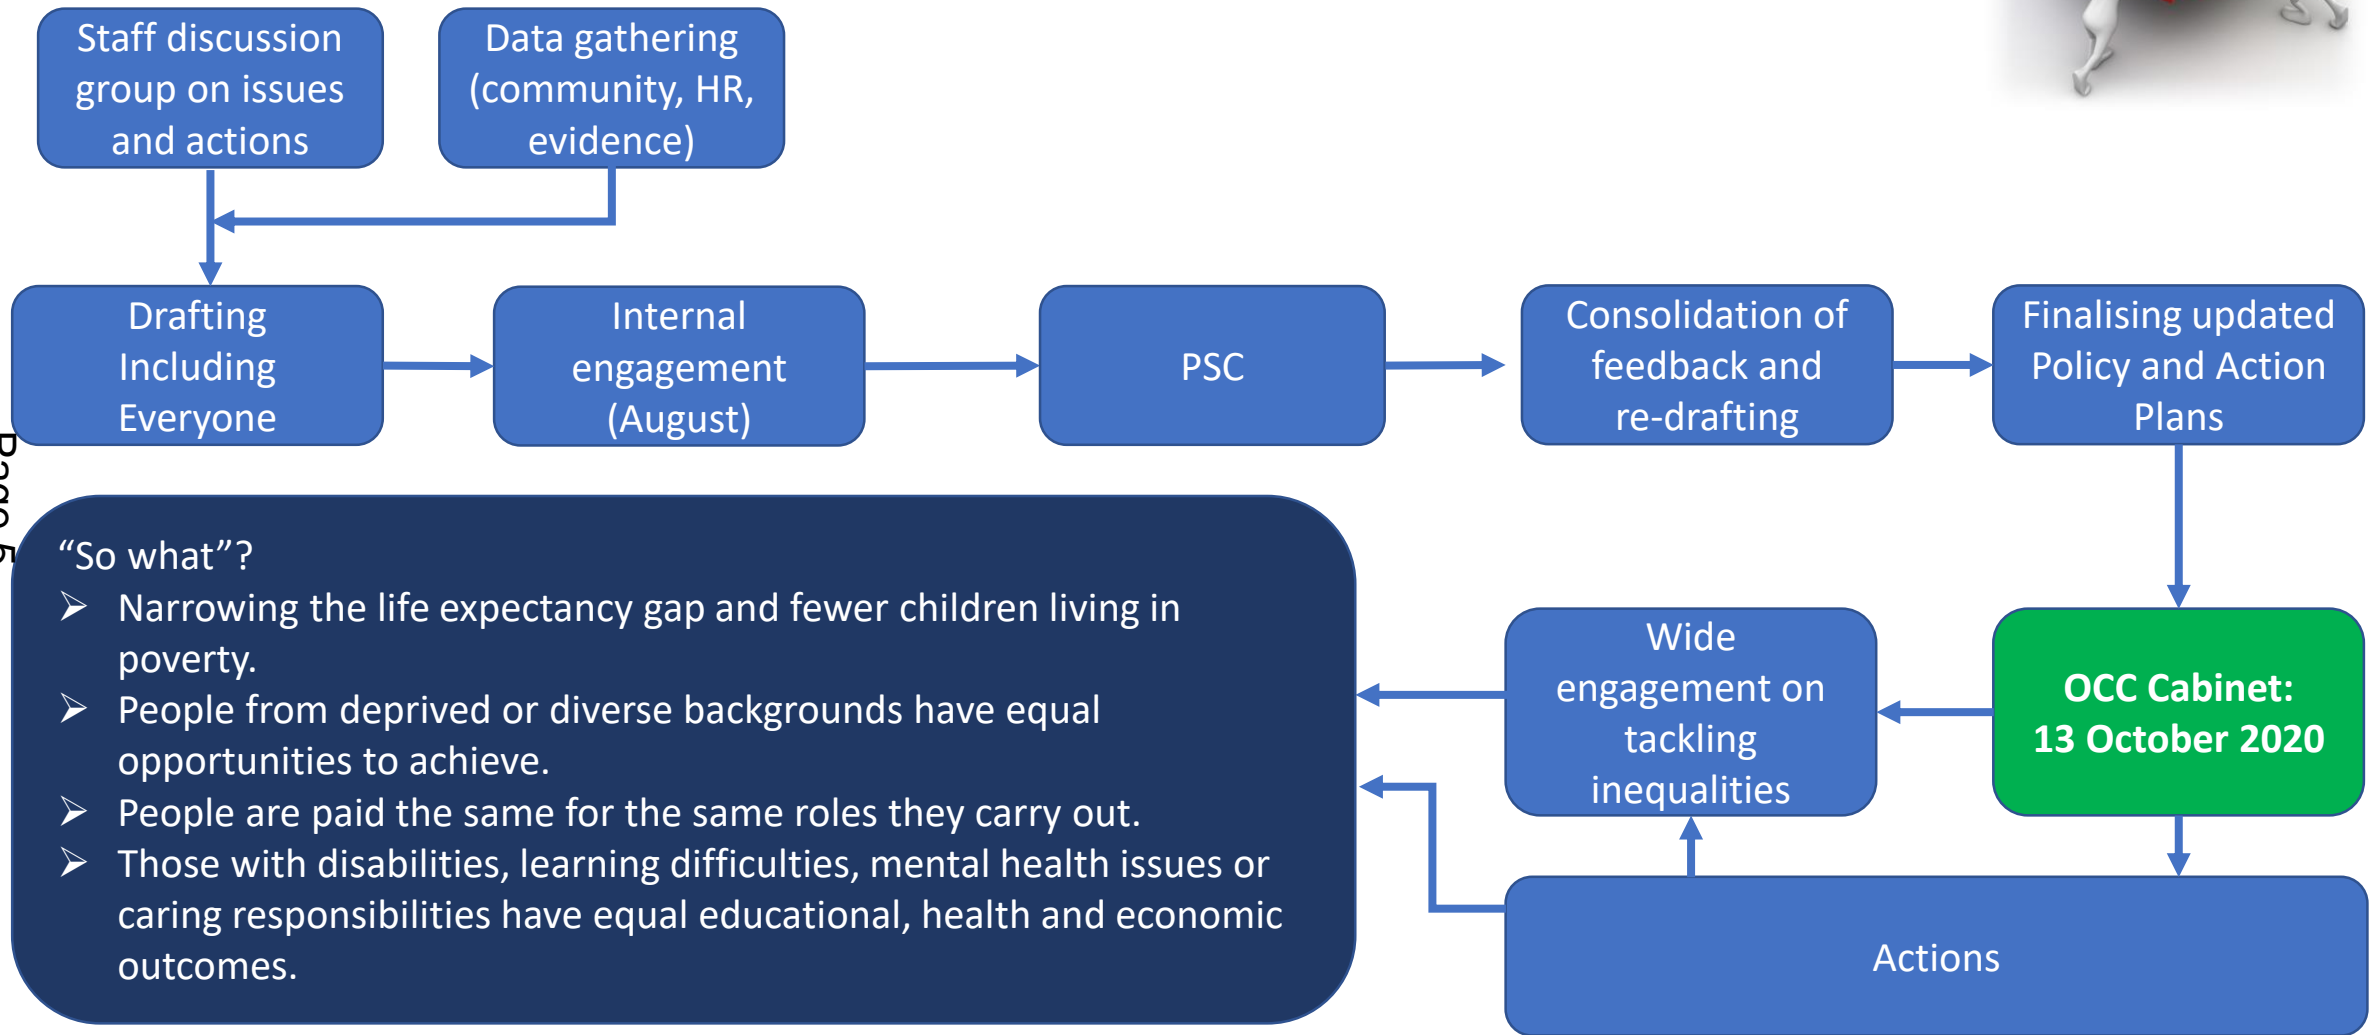 Staff discussion
group on issues
and actions
Data gathering
(community, HR,
evidence)
Drafting
Including
Everyone
Internal
engagement
(August)
PSC
Consolidation of
feedback and
re-drafting
Finalising updated
Policy and Action
Plans
Page 5
“So what”?
➢ Narrowing the life expectancy gap and fewer children living in
poverty.
➢ People from deprived or diverse backgrounds have equal
opportunities to achieve.
➢ People are paid the same for the same roles they carry out.
➢ Those with disabilities, learning difficulties, mental health issues or
caring responsibilities have equal educational, health and economic
outcomes.
Wide
engagement on
tackling
inequalities
OCC Cabinet:
13 October 2020
Actions